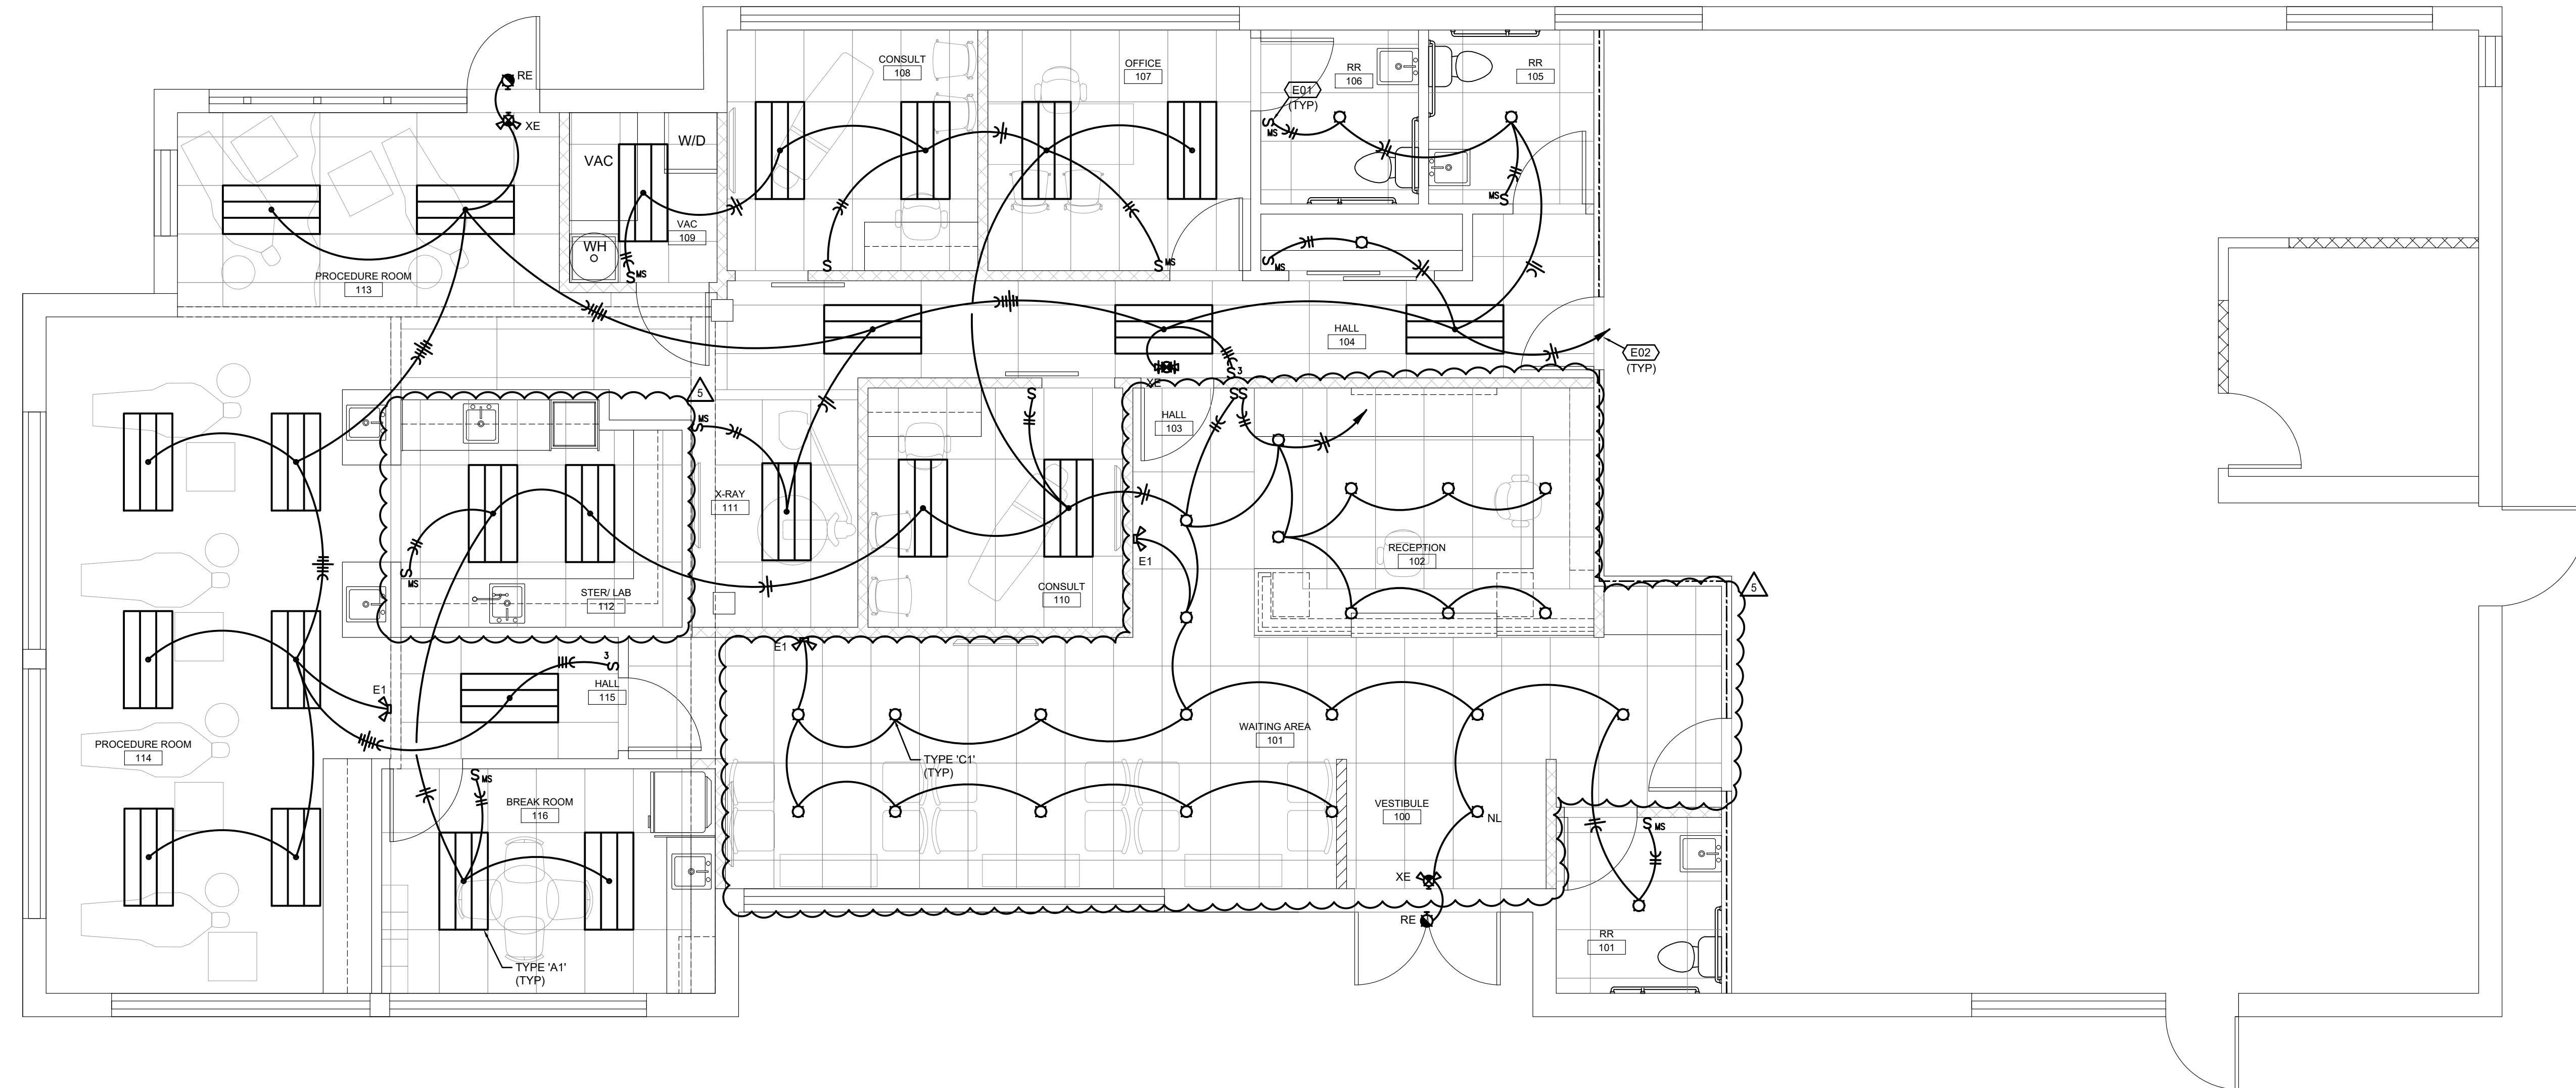 RE
XE
CONSULT
108
OFFICE
107
RR
106
RR
105
E01
(TYP)
MS
MS
VAC
W/D
WH
VAC
109
S MS
PROCEDURE ROOM
113
S
S MS
S MS
HALL
104
E02
(TYP)
S 3
XE
5
S MS
S
SS
HALL
103
X-RAY
111
E1
RECEPTION
102
CONSULT
110
S MS
STER/ LAB
112
5
E1
S 3
HALL
115
E1
PROCEDURE ROOM
114
WAITING AREA
101
TYPE 'C1'
(TYP)
S MS
BREAK ROOM
116
VESTIBULE
100
NL
S MS
XE
RE
RR
101
TYPE 'A1'
(TYP)